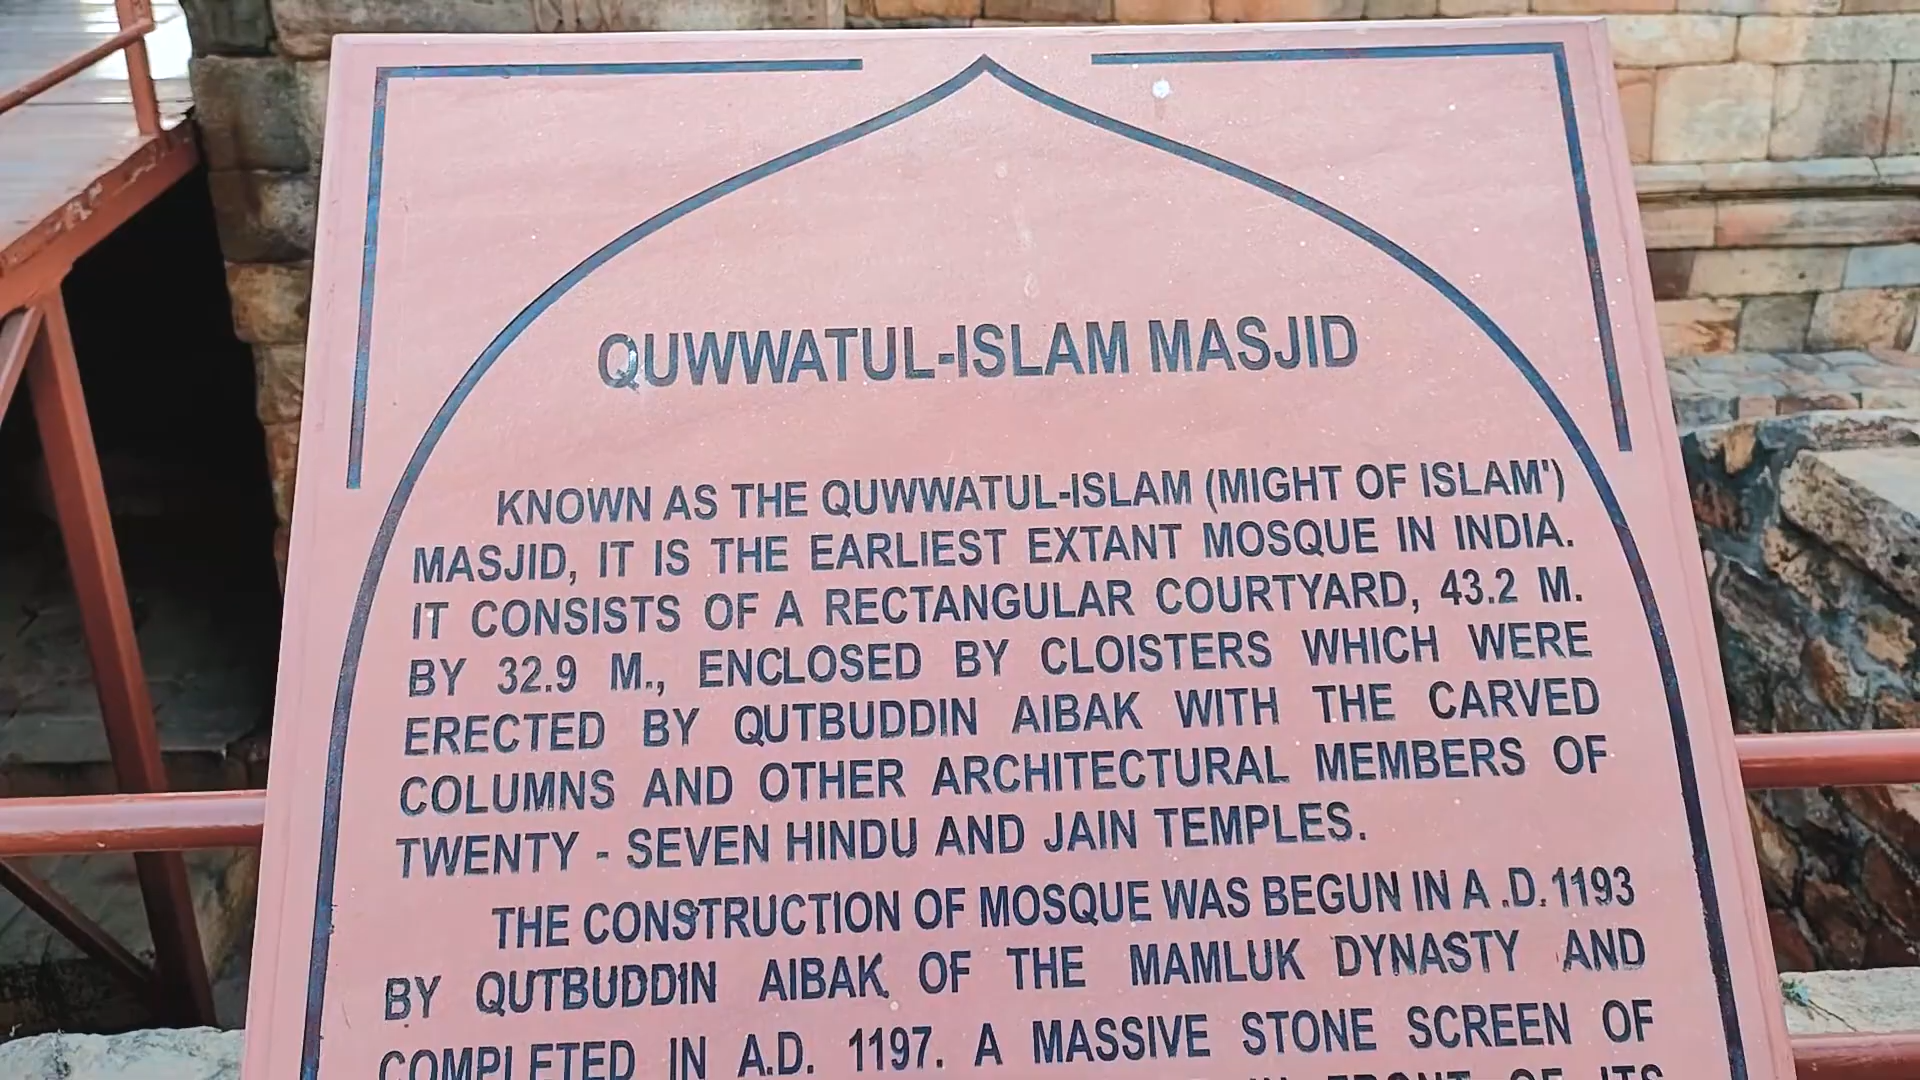 QUWWATUL-ISLAM MASJID
KNOWN AS THE QUWWATUL-ISLAM (MIGHT OF ISLAM')
MASJID, IT IS THE EARLIEST EXTANT MOSQUE IN INDIA.
IT CONSISTS OF A RECTANGULAR COURTYARD, 43.2 M.
BY 32.9 M., ENCLOSED BY CLOISTERS WHICH WERE
ERECTED BY QUTBUDDIN AIBAK WITH THE CARVED
COLUMNS AND OTHER ARCHITECTURAL MEMBERS OF
TWENTY - SEVEN HINDU AND JAIN TEMPLES.
THE CONSTRUCTION OF MOSQUE WAS BEGUN IN A .D.1193
BY QUTBUDDIN AIBAK OF THE MAMLUK DYNASTY AND
COMPLETED IN A.D. 1197. A MASSIVE STONE SCREEN OF
IN FRONT OF ITS